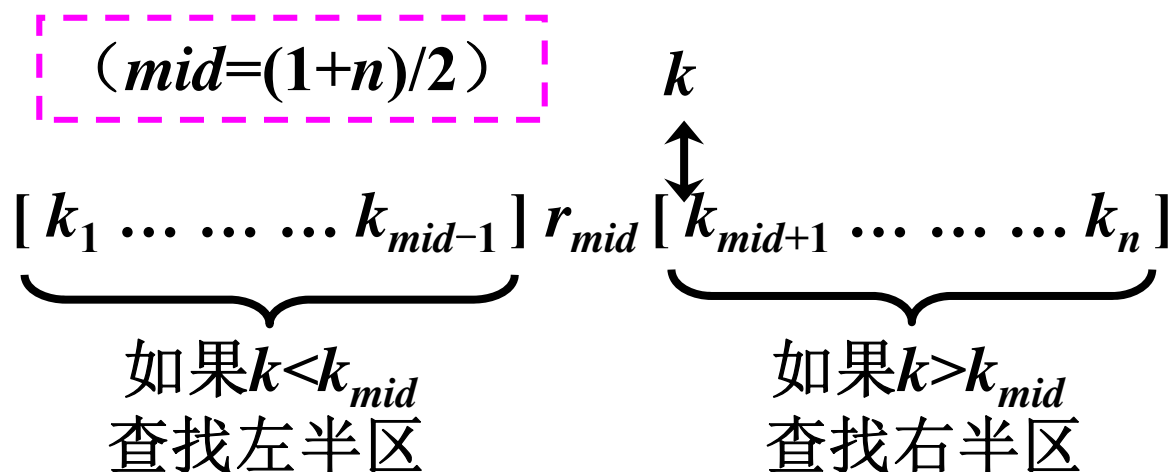 （mid=(1+n)/2）
k
[ k₁ … … … kₘᵢ𝒹₋₁ ] rₘᵢ𝒹 [ kₘᵢ𝒹₊₁ … … … kₙ ]
如果k<kₘᵢ𝒹 如果k>kₘᵢ𝒹
查找左半区 查找右半区